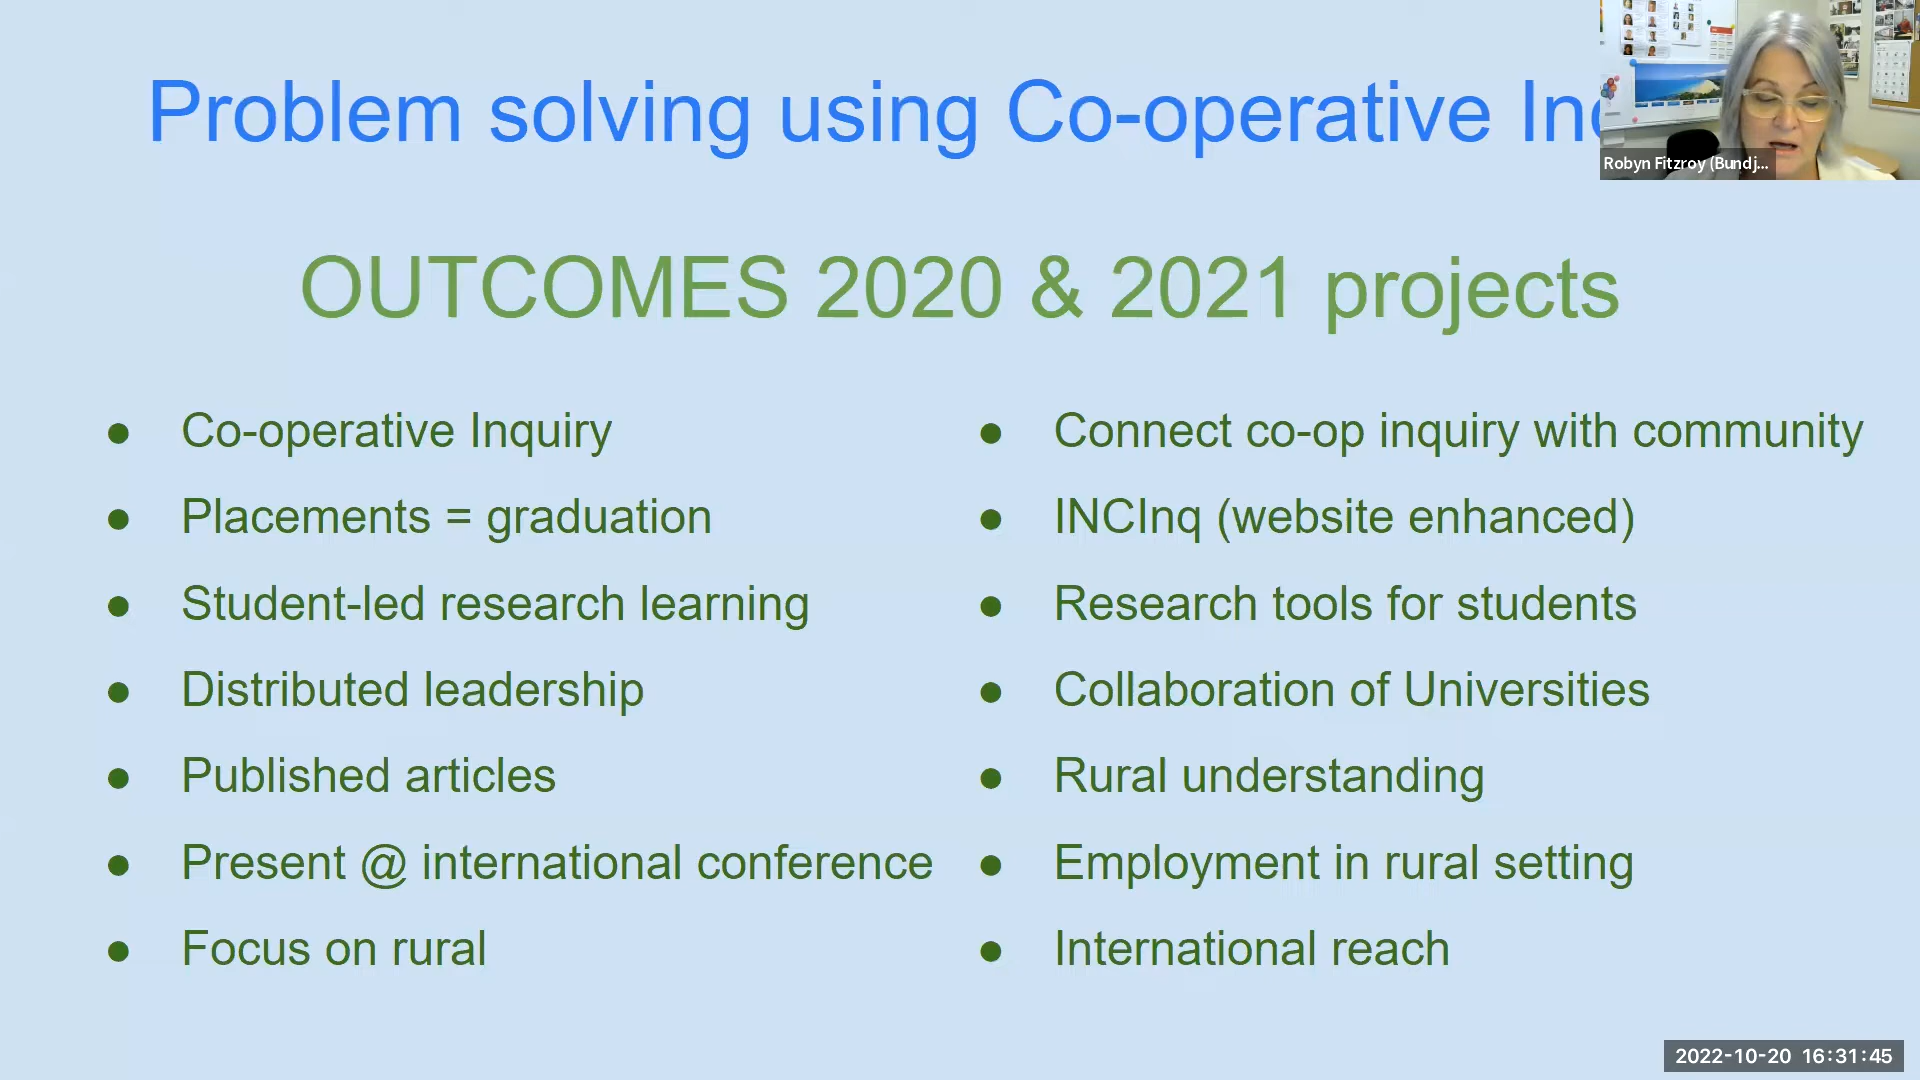 Problem solving using Co-operative
Robyn Fitzroy (Bundj...
OUTCOMES 2020 & 2021 projects
● Co-operative Inquiry
● Placements = graduation
● Student-led research learning
● Distributed leadership
● Published articles
● Present @ international conference
● Focus on rural
● Connect co-op inquiry with community
● INCInq (website enhanced)
● Research tools for students
● Collaboration of Universities
● Rural understanding
● Employment in rural setting
● International reach
2022-10-20 16:31:45